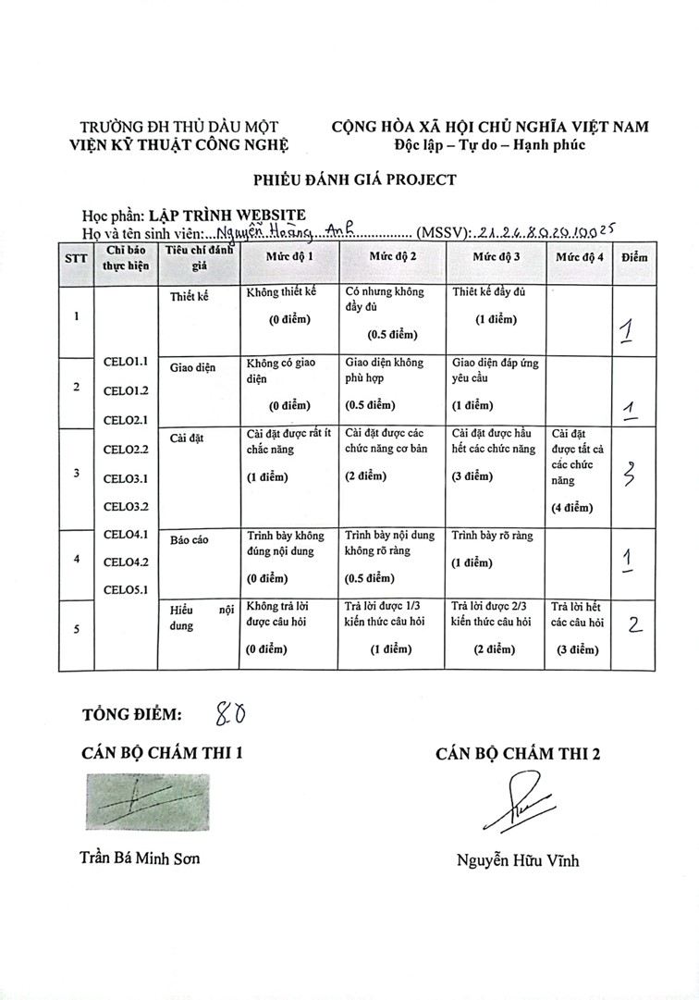 TRƯỜNG ĐH THỦ DẦU MỘT
VIỆN KỸ THUẬT CÔNG NGHỆ
CỘNG HÒA XÃ HỘI CHỦ NGHĨA VIỆT NAM
Độc lập – Tự do – Hạnh phúc
PHIẾU ĐÁNH GIÁ PROJECT
Học phần: LẬP TRÌNH WEBSITE
Họ và tên sinh viên:...Nguyễn Hoàng Anh................ (MSSV):.21.2.4.8.0.20.10.0 25
STT Chỉ báo thực hiện Tiêu chí đánh giá Mức độ 1 Mức độ 2 Mức độ 3 Mức độ 4 Điểm
CELO1.1
CELO1.2
CELO2.1
CELO2.2
CELO3.1
CELO3.2
CELO4.1
CELO4.2
CELO5.1
1 Thiết kế
Không thiết kế
(0 điểm)
Có nhưng không
đầy đủ
(0.5 điểm)
Thiêt kế đầy đủ
(1 điểm)
1
2 Giao diện
Không có giao
diện
(0 điểm)
Giao diện không
phù hợp
(0.5 điểm)
Giao diện đáp ứng
yêu cầu
(1 điểm)
1
3 Cài đặt
Cài đặt được rất ít
chắc năng
(1 điểm)
Cài đặt được các
chức năng cơ bản
(2 điểm)
Cài đặt được hầu
hết các chức năng
(3 điểm)
Cài đặt
được tất cả
các chức
năng
(4 điểm)
3
4 Báo cáo
Trình bày không
đúng nội dung
(0 điểm)
Trình bày nội dung
không rõ ràng
(0.5 điểm)
Trình bày rõ ràng
(1 điểm)
1
5 Hiểu nội
dung
Không trả lời
được câu hỏi
(0 điểm)
Trả lời được 1/3
kiến thức câu hỏi
(1 điểm)
Trả lời được 2/3
kiến thức câu hỏi
(2 điểm)
Trả lời hết
các câu hỏi
(3 điểm)
2
TỔNG ĐIỂM: 8.0
CÁN BỘ CHẤM THI 1
CÁN BỘ CHẤM THI 2
Trần Bá Minh Sơn
Nguyễn Hữu Vĩnh